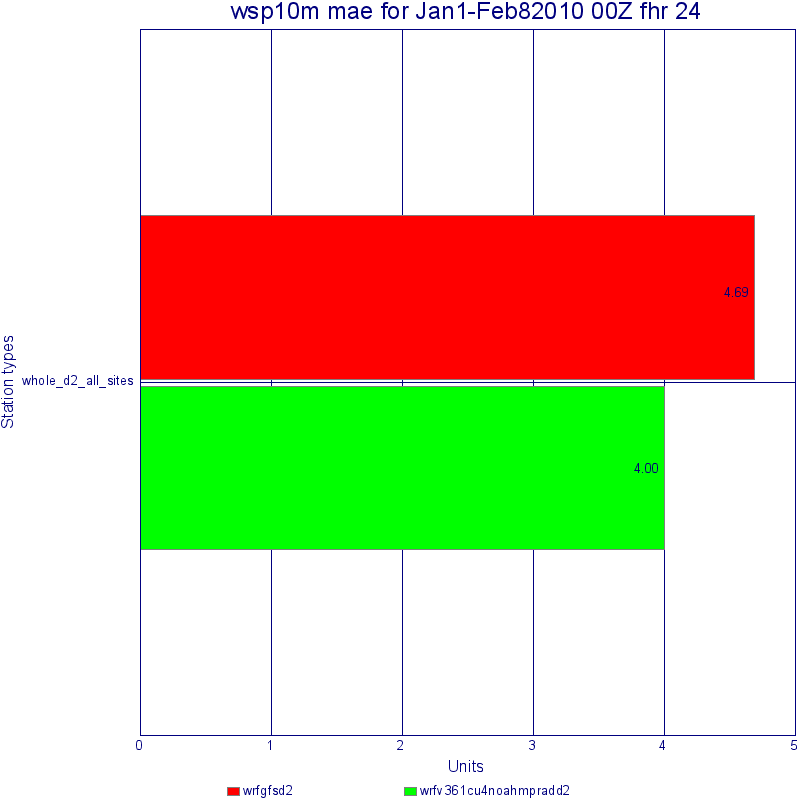 wsp10m mae for Jan1-Feb82010 00Z fhr 24
4.69
Station types
whole_d2_all_sites
4.00
0 1 2 3 4 5
Units
wrfgfsd2 wrfv361cu4noahmpradd2